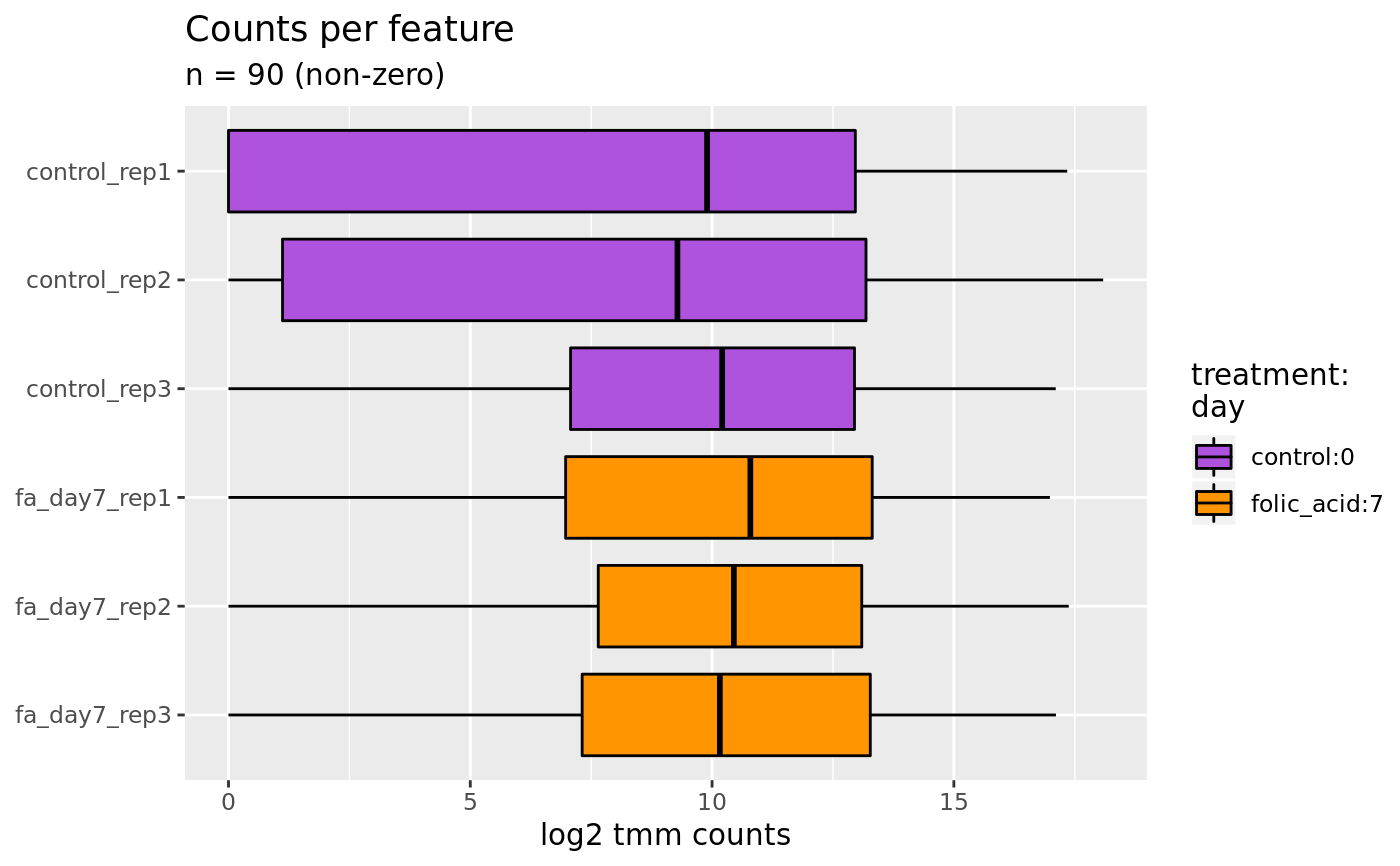 Counts per feature
n = 90 (non-zero)
control_rep1
control_rep2
control_rep3
fa_day7_rep1
fa_day7_rep2
fa_day7_rep3
0 5 10 15
log2 tmm counts
treatment:
day
control:0
folic_acid:7